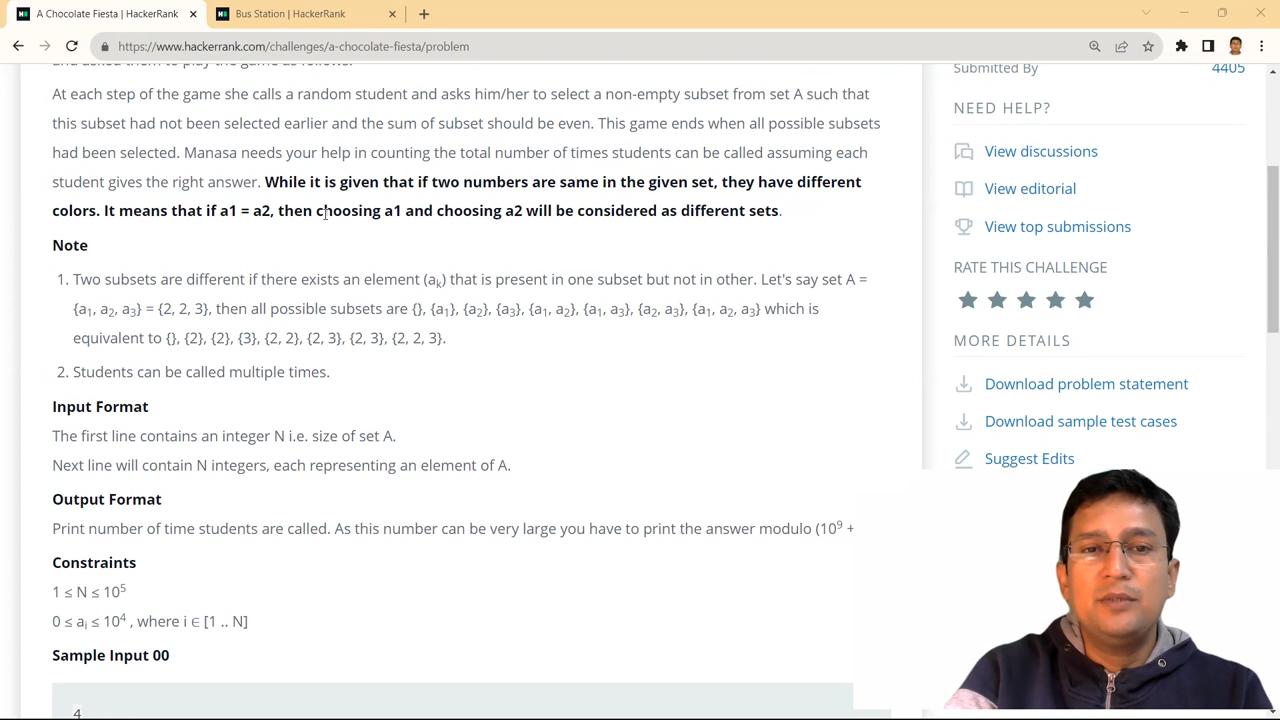 A Chocolate Fiesta | HackerRank
Bus Station | HackerRank
https://www.hackerrank.com/challenges/a-chocolate-fiesta/problem
and asked them to play the game as follows.
At each step of the game she calls a random student and asks him/her to select a non-empty subset from set A such that
this subset had not been selected earlier and the sum of subset should be even. This game ends when all possible subsets
had been selected. Manasa needs your help in counting the total number of times students can be called assuming each
student gives the right answer. While it is given that if two numbers are same in the given set, they have different
colors. It means that if a1 = a2, then choosing a1 and choosing a2 will be considered as different sets.
Note
1. Two subsets are different if there exists an element (ak) that is present in one subset but not in other. Let's say set A =
{a1, a2, a3} = {2, 2, 3}, then all possible subsets are {}, {a1}, {a2}, {a3}, {a1, a2}, {a1, a3}, {a2, a3}, {a1, a2, a3} which is
equivalent to {}, {2}, {2}, {3}, {2, 2}, {2, 3}, {2, 3}, {2, 2, 3}.
2. Students can be called multiple times.
Input Format
The first line contains an integer N i.e. size of set A.
Next line will contain N integers, each representing an element of A.
Output Format
Print number of time students are called. As this number can be very large you have to print the answer modulo (10^9 +
Constraints
1 ≤ N ≤ 10^5
0 ≤ ai ≤ 10^4 , where i ∈ [1 .. N]
Sample Input 00
4
Submitted By 4405
NEED HELP?
View discussions
View editorial
View top submissions
RATE THIS CHALLENGE
MORE DETAILS
Download problem statement
Download sample test cases
Suggest Edits